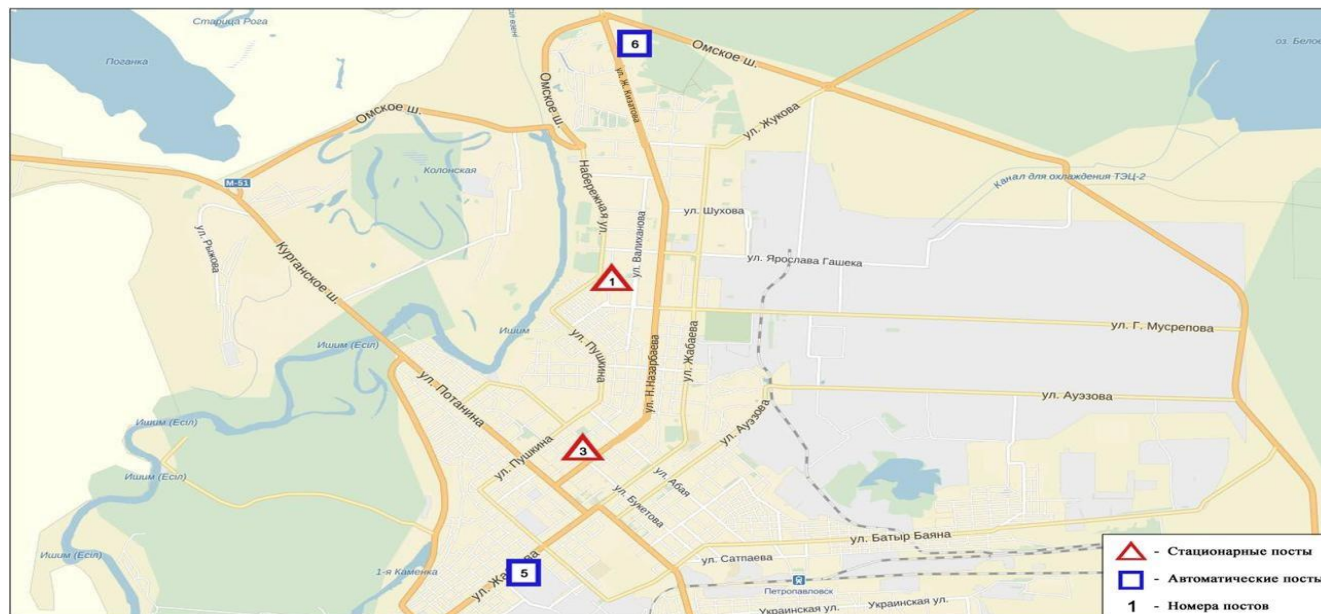 Старица Рога
Поганка
6
Омское ш.
оз. Белое
ул. Ж. Кизатова
Омское ш.
Омское ш.
ул. Жукова
Колонская
М-51
Канал для охлаждения ТЭЦ-2
Набережная ул.
ул. Шухова
ул. Рыжова
ул. Валиханова
ул. Ярослава Гашека
Курганское ш.
1
ул. Г. Мусрепова
Ишим
Ишим (Есіл)
ул. Пушкина
ул. Жабаева
ул. Н.Назарбаева
ул. Потанина
ул. Ауэзова
ул. Ауэзова
Ишим (Есіл)
3
ул. Пушкина
Ишим (Есіл)
ул. Абая
ул. Букетова
ул. Батыр Баяна
Ишим (Есіл)
ул. Сатпаева
1-я Каменка
5
Петропавловск
Украинская ул.
Украинская ул.
- Стационарные посты
- Автоматические посты
1 - Номера постов